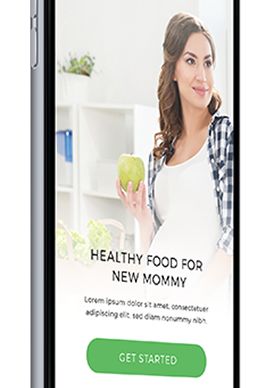 HEALTHY FOOD FOR
NEW MOMMY
Lorem ipsum dolor sit amet, consectetuer
adipiscing elit, sed diam nonummy nibh
GET STARTED